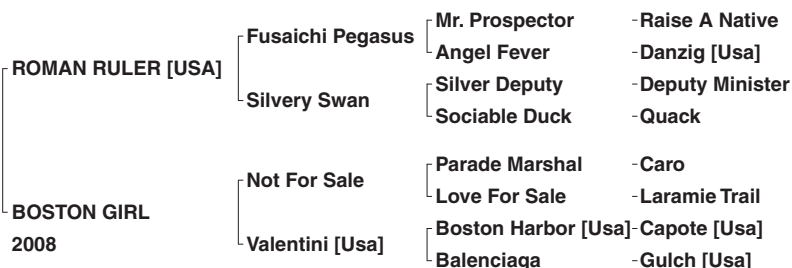 Mr. Prospector - Raise A Native
Fusaichi Pegasus
Angel Fever - Danzig [Usa]
ROMAN RULER [USA]
Silver Deputy - Deputy Minister
Silvery Swan
Sociable Duck - Quack
Parade Marshal - Caro
Not For Sale
Love For Sale - Laramie Trail
BOSTON GIRL
Boston Harbor [Usa] - Capote [Usa]
2008
Valentini [Usa]
Balenciaga - Gulch [Usa]